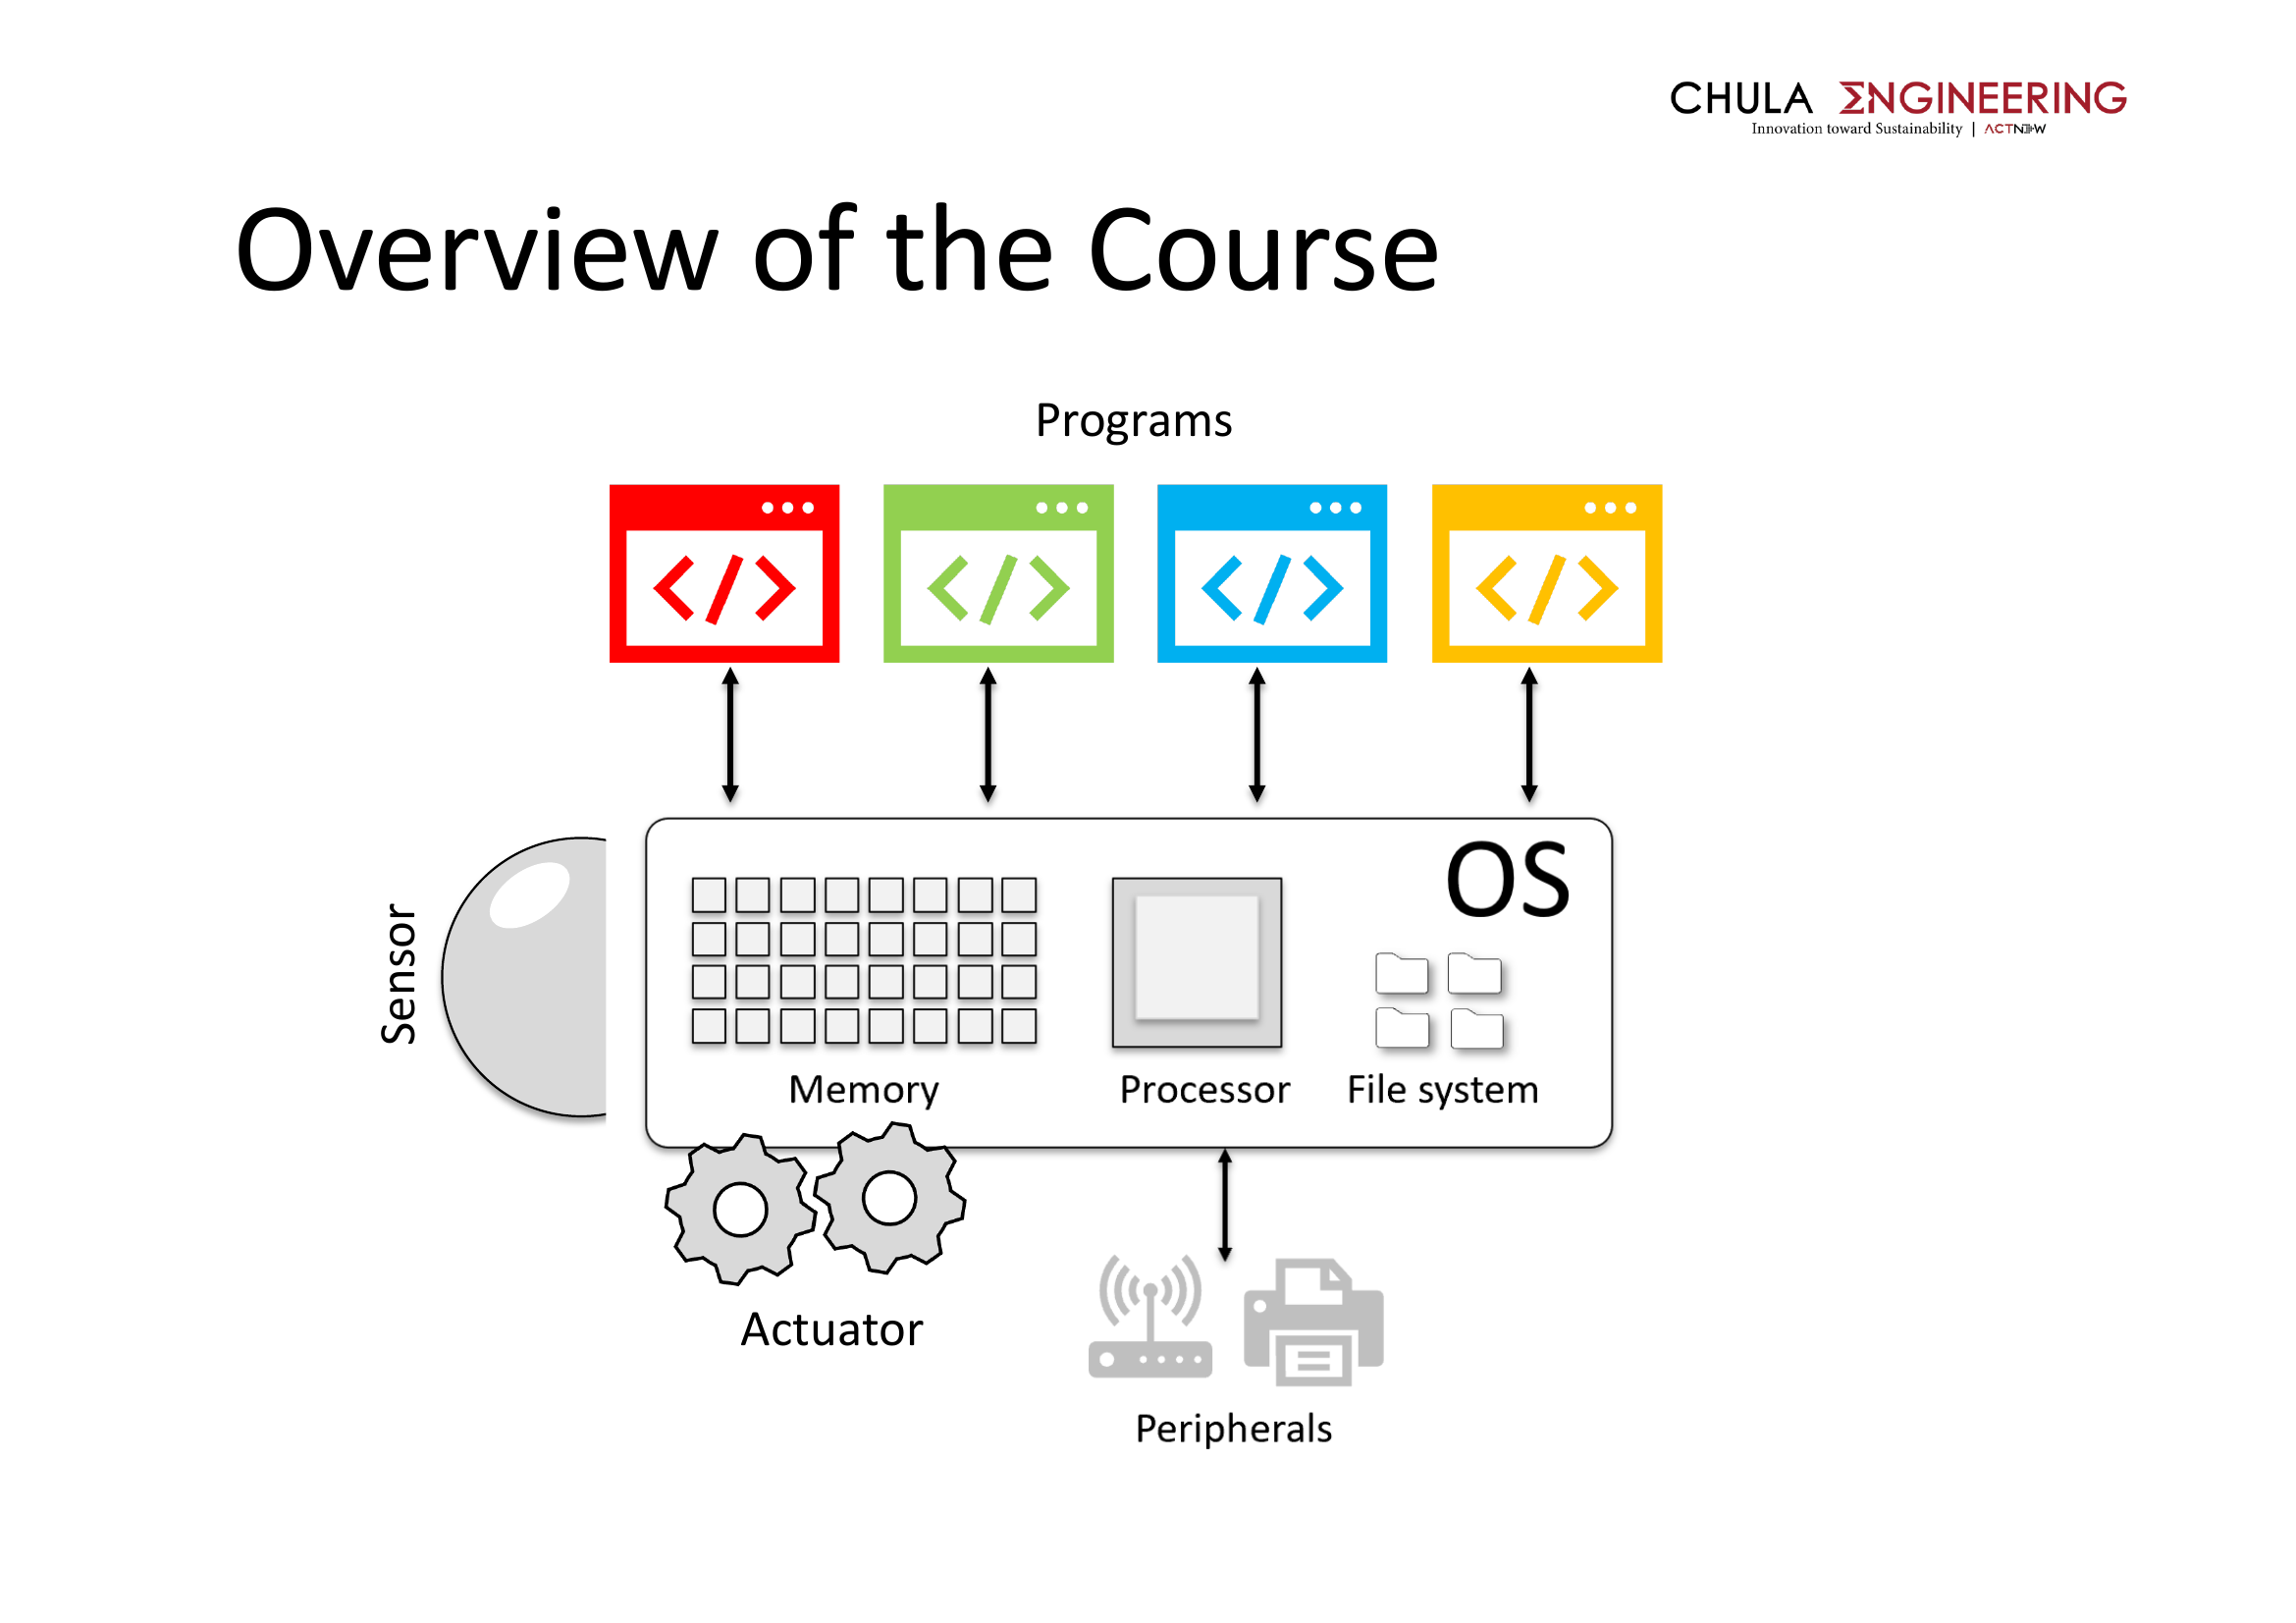 CHULA ΣNGINEERING
Innovation toward Sustainability | ACTNOW
Overview of the Course
Programs
</>
</>
</>
</>
OS
Sensor
Memory
Processor
File system
Actuator
Peripherals